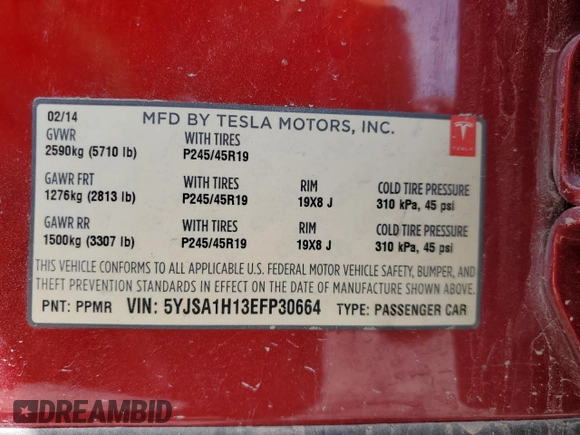 02/14 MFD BY TESLA MOTORS, INC.
GVWR WITH TIRES
2590kg (5710 lb) P245/45R19
TESLA
GAWR FRT WITH TIRES RIM COLD TIRE PRESSURE
1276kg (2813 lb) P245/45R19 19X8 J 310 kPa, 45 psi
GAWR RR WITH TIRES RIM COLD TIRE PRESSURE
1500kg (3307 lb) P245/45R19 19X8 J 310 kPa, 45 psi
THIS VEHICLE CONFORMS TO ALL APPLICABLE U.S. FEDERAL MOTOR VEHICLE SAFETY, BUMPER, AND
THEFT PREVENTION STANDARDS IN EFFECT ON THE DATE OF MANUFACTURE SHOWN ABOVE.
PNT: PPMR VIN: 5YJSA1H13EFP30664 TYPE: PASSENGER CAR
DREAMBID